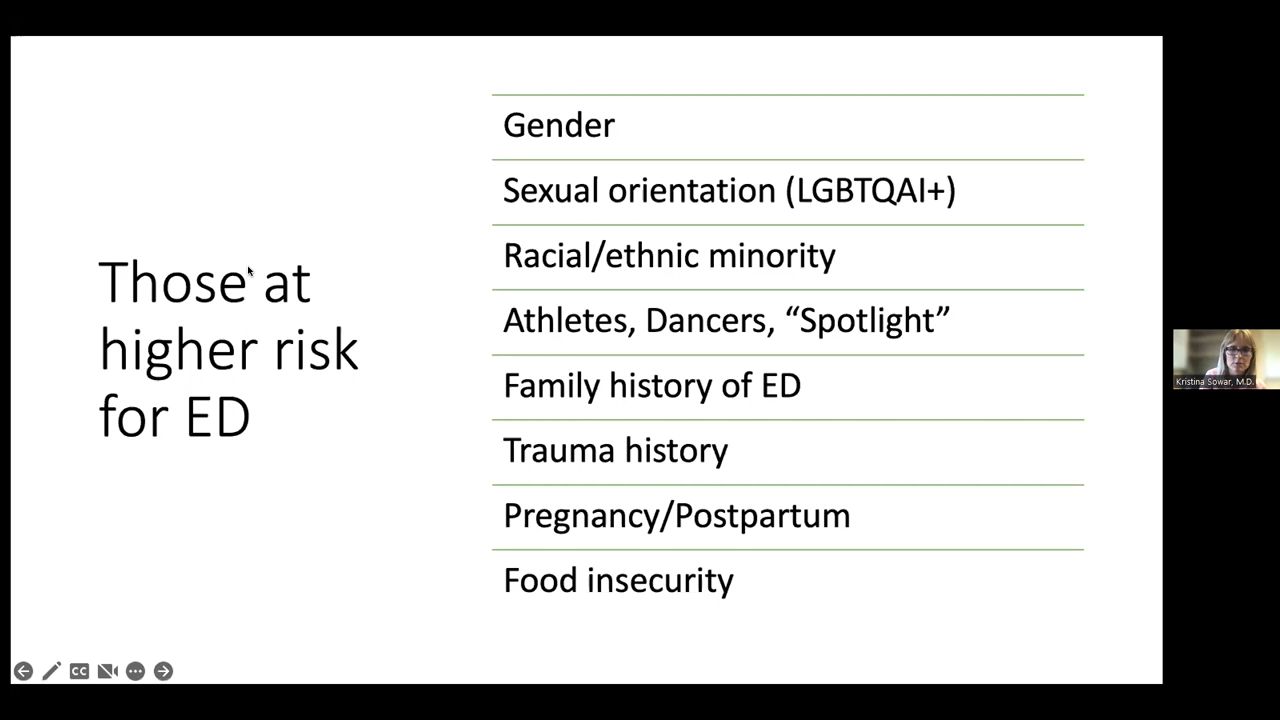 Those at
higher risk
for ED
Gender
Sexual orientation (LGBTQAI+)
Racial/ethnic minority
Athletes, Dancers, “Spotlight”
Family history of ED
Trauma history
Pregnancy/Postpartum
Food insecurity
Kristina Sowar, M.D.
CC